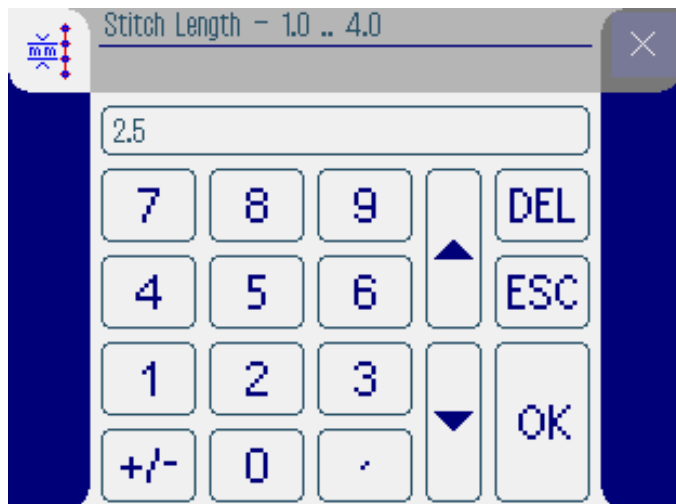 Stitch Length - 1.0 .. 4.0
mm
2.5
7 8 9 DEL
4 5 6 ESC
1 2 3
+/- 0 , OK